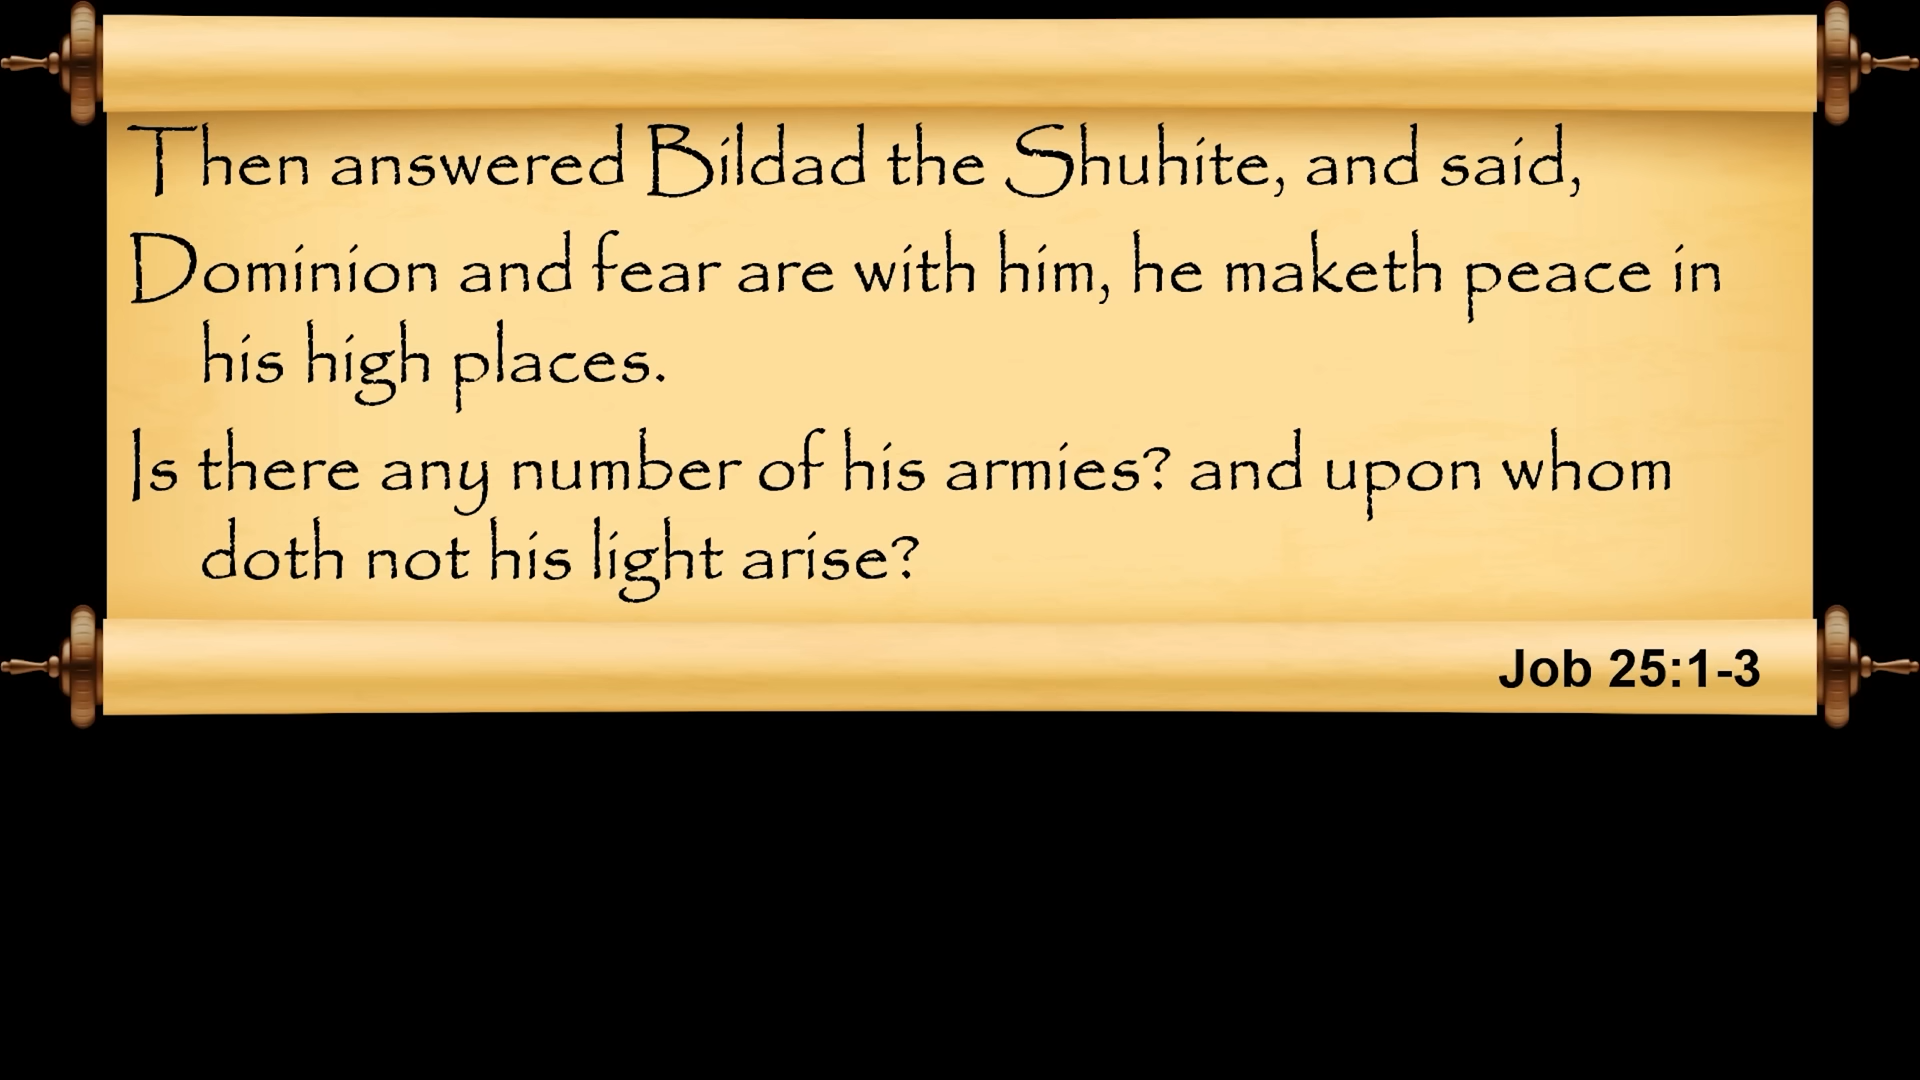 Then answered Bildad the Shuhite, and said,
Dominion and fear are with him, he maketh peace in
his high places.
Is there any number of his armies? and upon whom
doth not his light arise?
Job 25:1-3